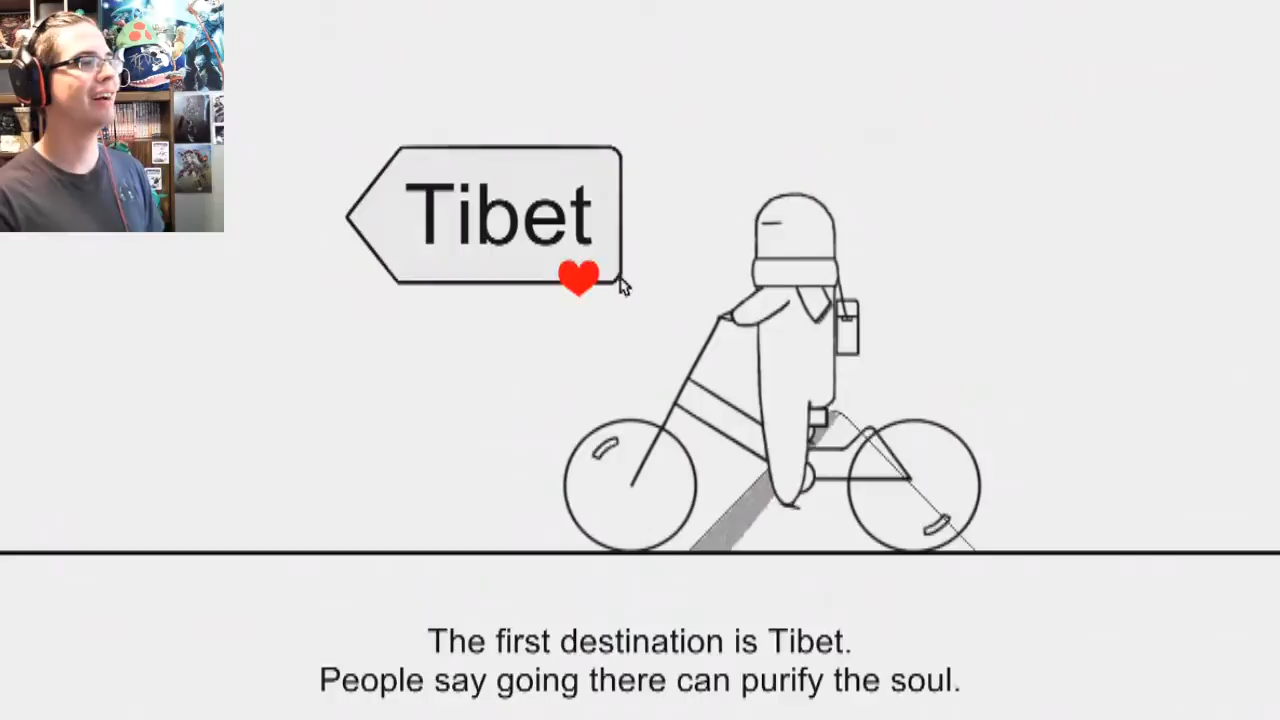 Tibet
The first destination is Tibet.
People say going there can purify the soul.